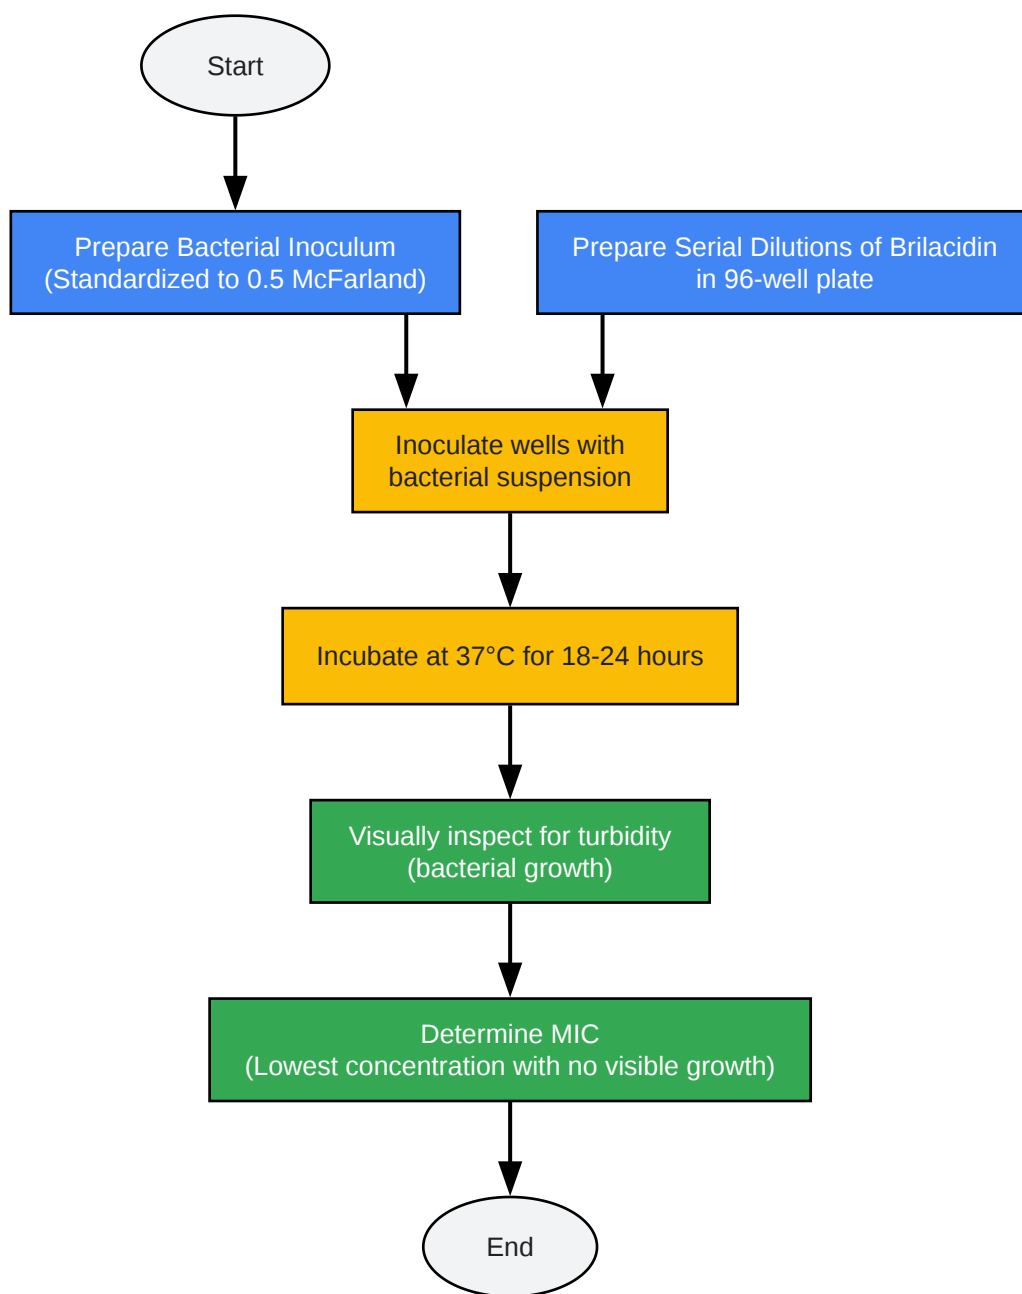 Start
Prepare Bacterial Inoculum
(Standardized to 0.5 McFarland)
Prepare Serial Dilutions of Brilacidin
in 96-well plate
Inoculate wells with
bacterial suspension
Incubate at 37°C for 18-24 hours
Visually inspect for turbidity
(bacterial growth)
Determine MIC
(Lowest concentration with no visible growth)
End